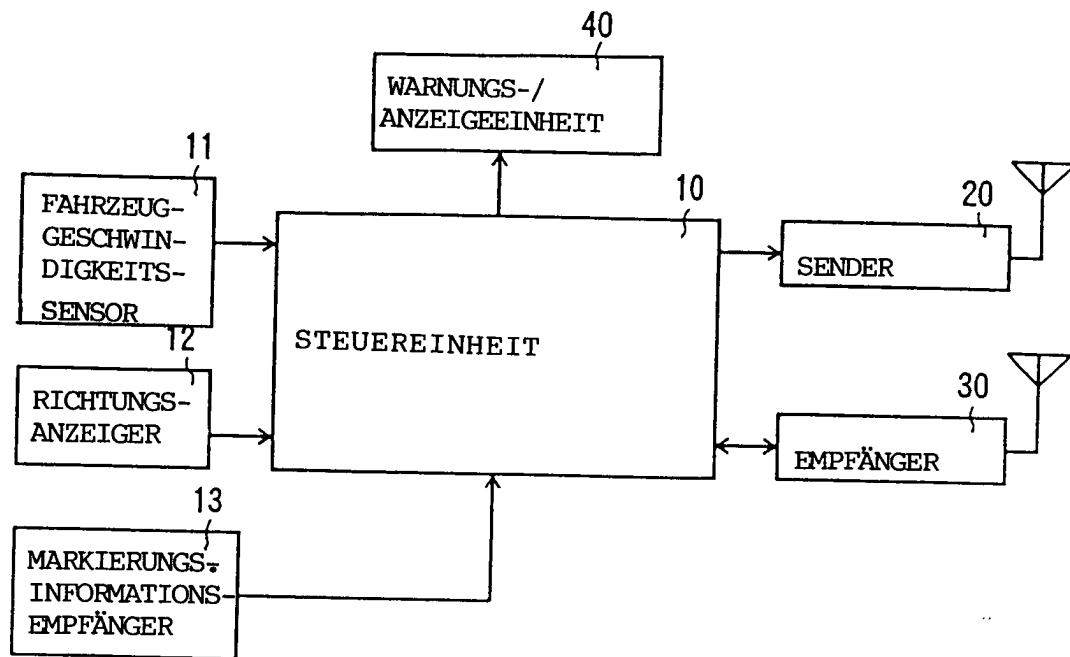 40
WARNUNGS-/
ANZEIGEEINHEIT
11
FAHRZEUG-
GESCHWIN-
DIGKEITS-
SENSOR
10
STEUEREINHEIT
20
SENDER
12
RICHTUNGS-
ANZEIGER
30
EMPFÄNGER
13
MARKIERUNGS-
INFORMATIONS-
EMPFÄNGER